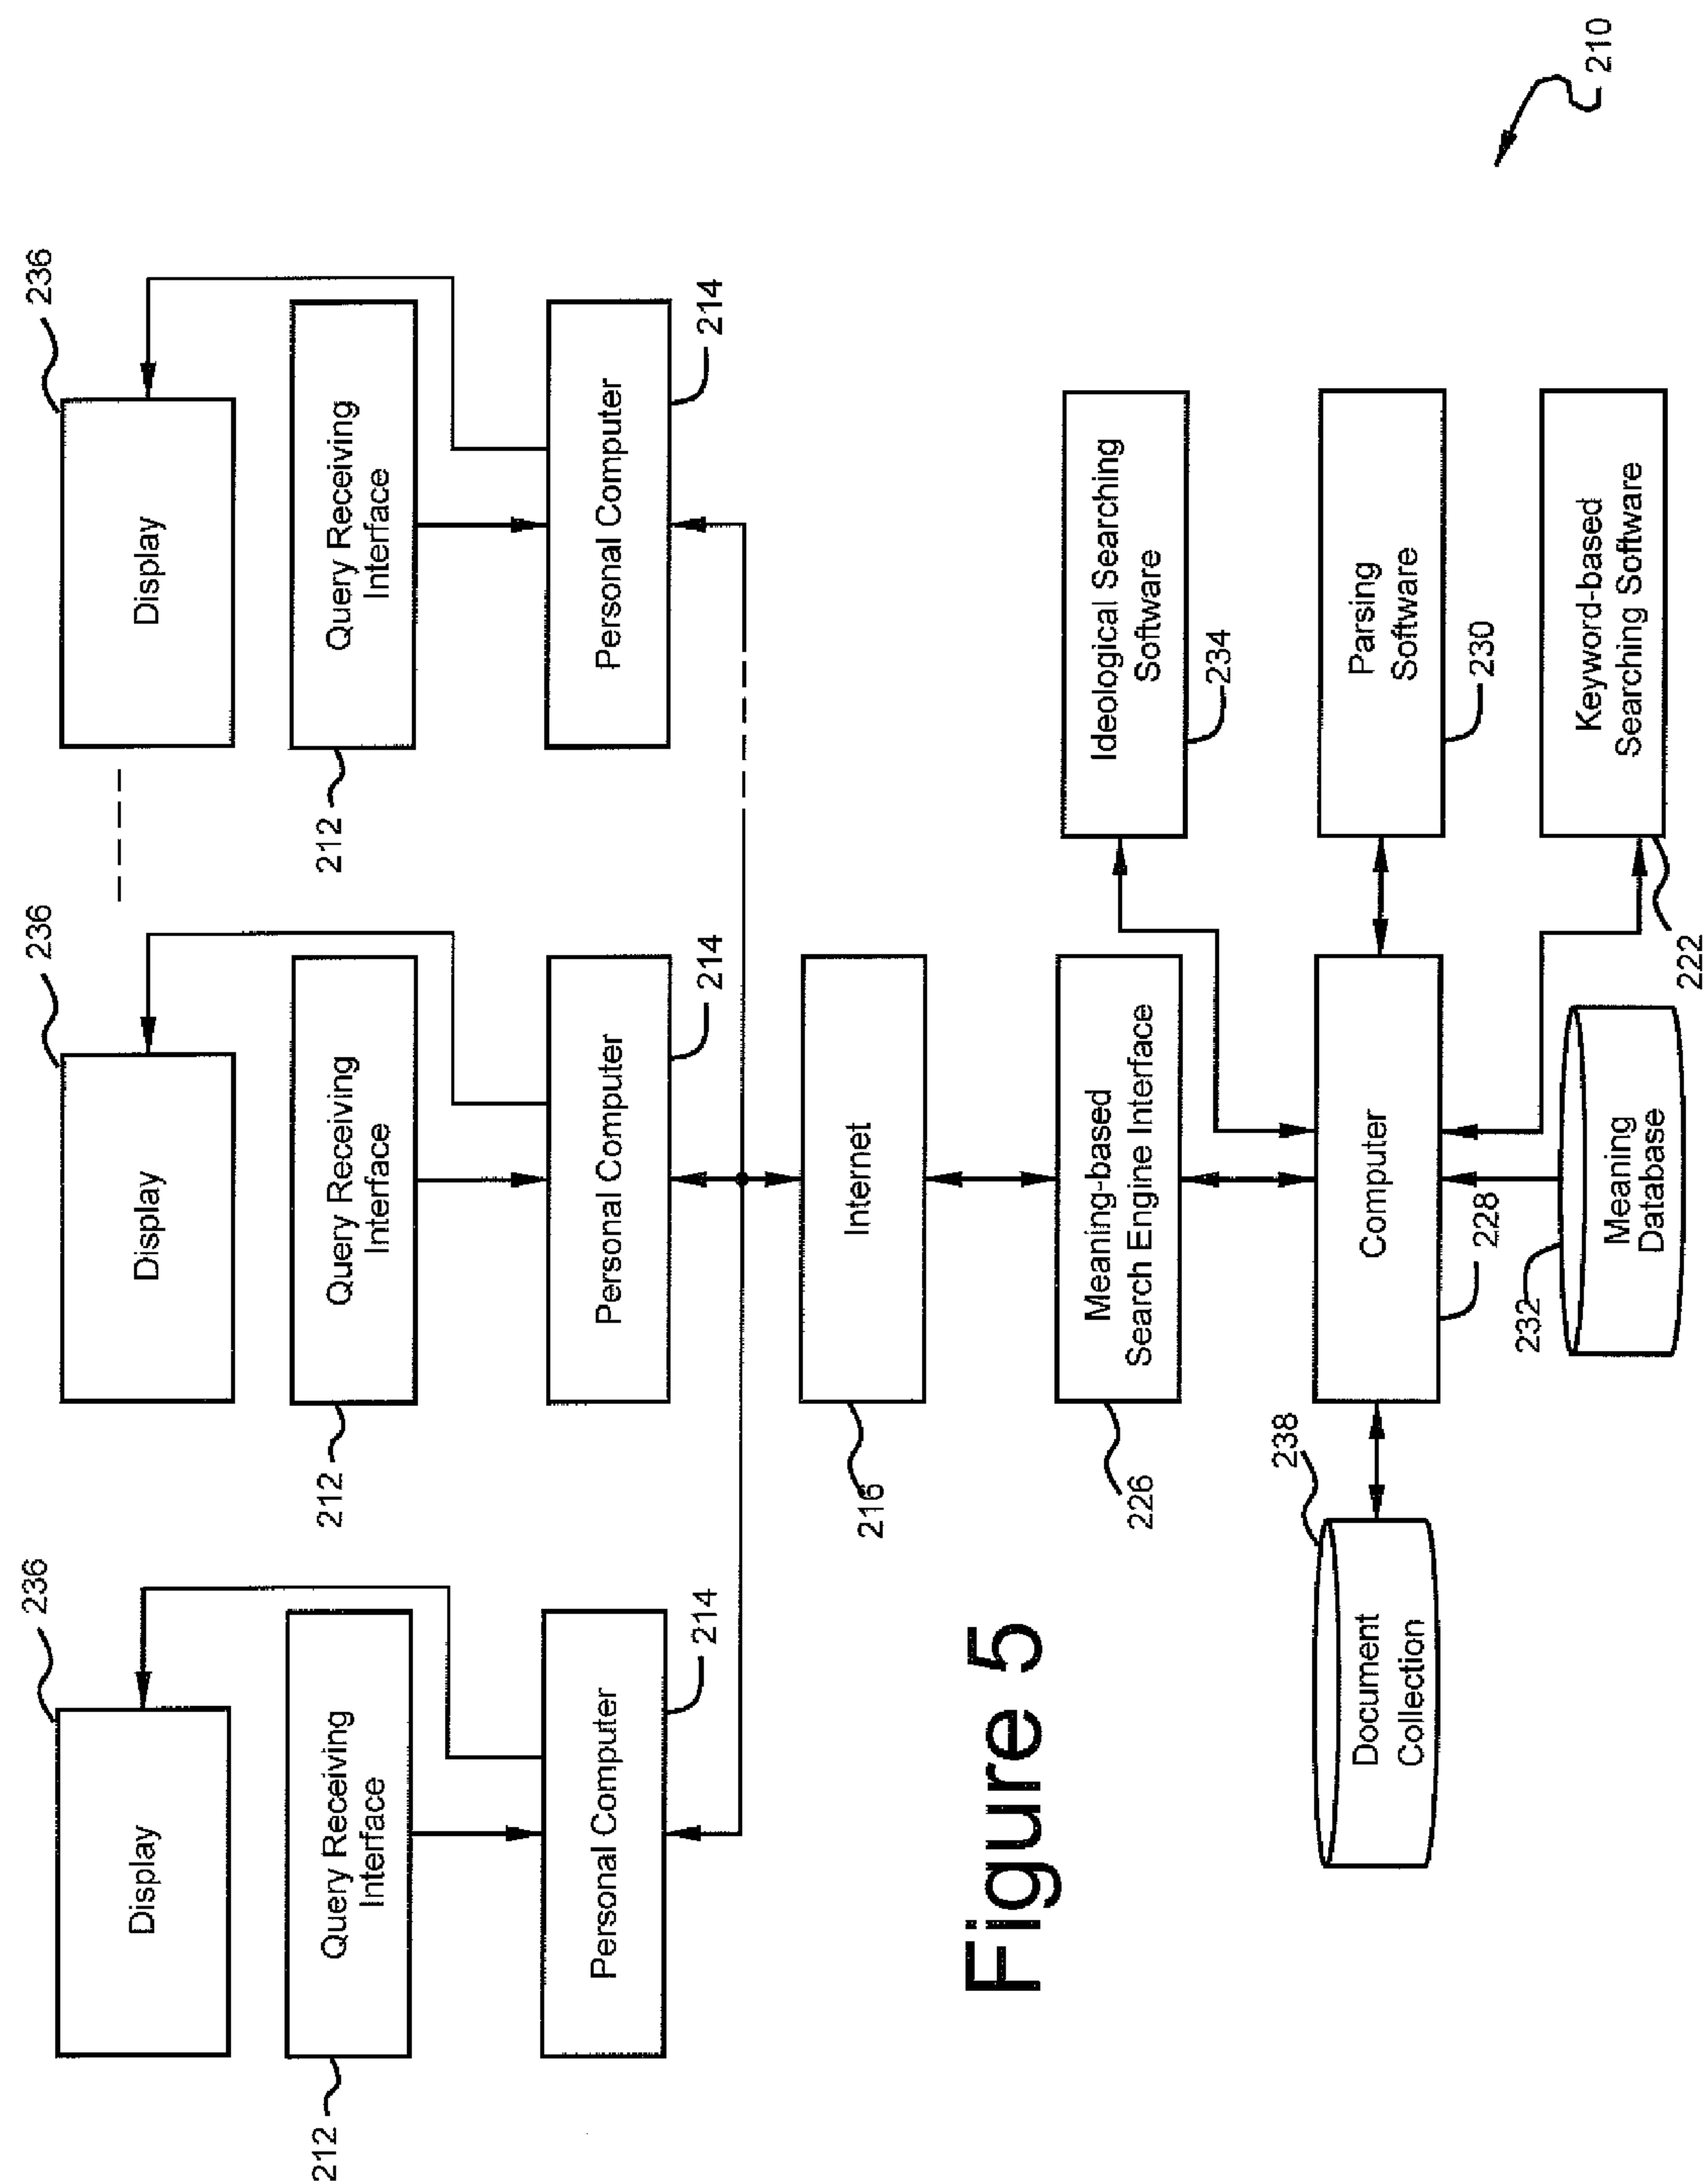 236
236
236
Display
Display
Display
212
Query Receiving
Interface
212
Query Receiving
Interface
212
Query Receiving
Interface
Personal Computer
214
Personal Computer
214
Personal Computer
214
216
Internet
Figure 5
226
Meaning-based
Search Engine Interface
Ideological Searching
Software
234
238
Document
Collection
Computer
228
Parsing
Software
230
232
Meaning
Database
222
Keyword-based
Searching Software
210